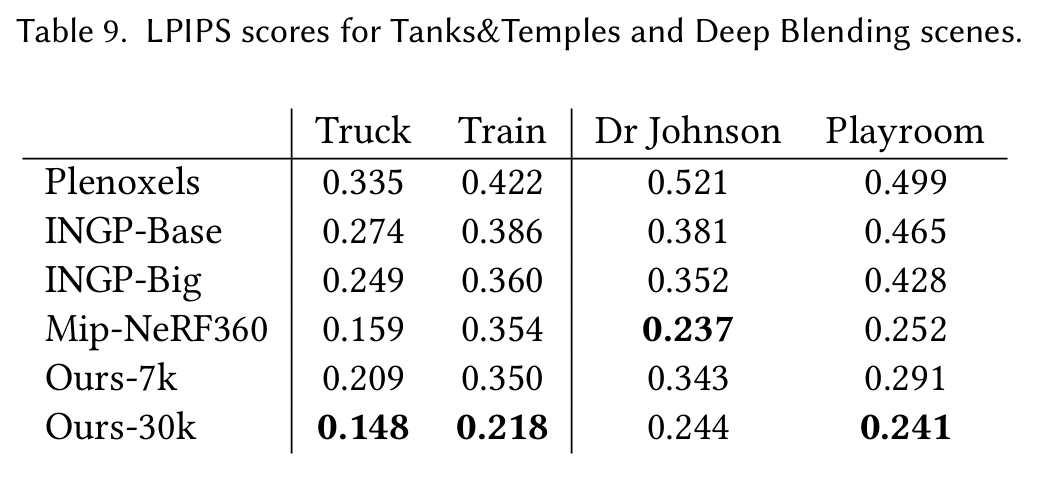 Table 9. LPIPS scores for Tanks&Temples and Deep Blending scenes.
Truck Train Dr Johnson Playroom
Plenoxels 0.335 0.422 0.521 0.499
INGP-Base 0.274 0.386 0.381 0.465
INGP-Big 0.249 0.360 0.352 0.428
Mip-NeRF360 0.159 0.354 0.237 0.252
Ours-7k 0.209 0.350 0.343 0.291
Ours-30k 0.148 0.218 0.244 0.241